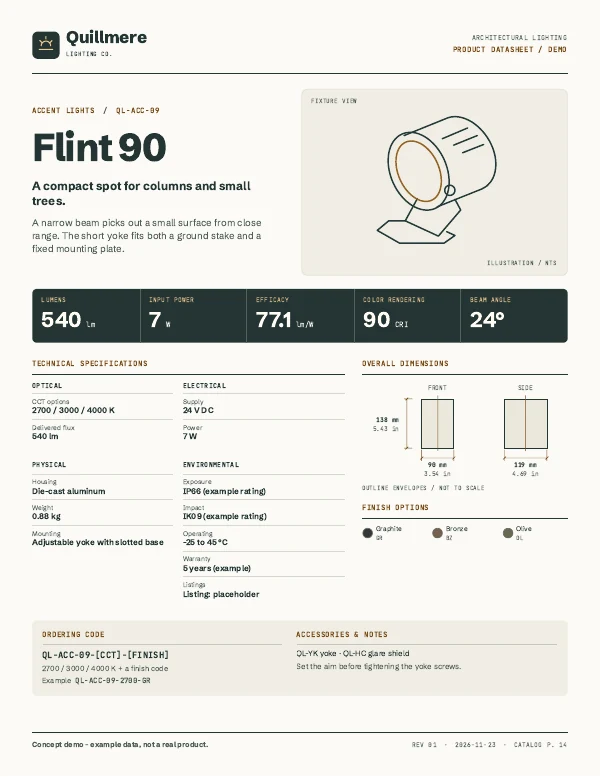 Quillmere
LIGHTING CO.
ARCHITECTURAL LIGHTING
PRODUCT DATASHEET / DEMO
ACCENT LIGHTS / QL-ACC-09
Flint 90
A compact spot for columns and small
trees.
A narrow beam picks out a small surface from close
range. The short yoke fits both a ground stake and a
fixed mounting plate.
FIXTURE VIEW
ILLUSTRATION / NTS
LUMENS
540 lm
INPUT POWER
7 W
EFFICACY
77.1 lm/W
COLOR RENDERING
90 CRI
BEAM ANGLE
24°
TECHNICAL SPECIFICATIONS
OPTICAL
CCT options
2700 / 3000 / 4000 K
Delivered flux
540 lm
ELECTRICAL
Supply
24 V DC
Power
7 W
PHYSICAL
Housing
Die-cast aluminum
Weight
0.88 kg
Mounting
Adjustable yoke with slotted base
ENVIRONMENTAL
Exposure
IP66 (example rating)
Impact
IK09 (example rating)
Operating
-25 to 45 °C
Warranty
5 years (example)
Listings
Listing: placeholder
OVERALL DIMENSIONS
FRONT
SIDE
138 mm
5.43 in
90 mm
3.54 in
119 mm
4.69 in
OUTLINE ENVELOPES / NOT TO SCALE
FINISH OPTIONS
Graphite
GR
Bronze
BZ
Olive
OL
ORDERING CODE
QL-ACC-09-[CCT]-[FINISH]
2700 / 3000 / 4000 K + a finish code
Example QL-ACC-09-2700-GR
ACCESSORIES & NOTES
QL-YK yoke · QL-HC glare shield
Set the aim before tightening the yoke screws.
Concept demo - example data, not a real product.
REV 01 · 2026-11-23 · CATALOG P. 14